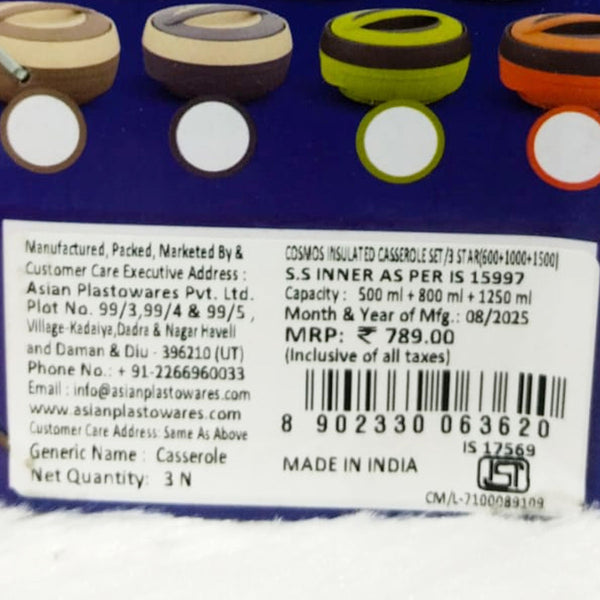 Manufactured, Packed, Marketed By &
Customer Care Executive Address :
Asian Plastowares Pvt. Ltd.
Plot No. 99/3,99/4 & 99/5 ,
Village-Kadaiya,Dadra & Nagar Haveli
and Daman & Diu - 396210 (UT)
Phone No.: + 91-2266960033
Email : info@asianplastowares.com
www.asianplastowares.com
Customer Care Address: Same As Above
Generic Name : Casserole
Net Quantity: 3 N
COSMOS INSULATED CASSEROLE SET/3 STAR(600+1000+1500)
S.S INNER AS PER IS 15997
Capacity : 500 ml + 800 ml + 1250 ml
Month & Year of Mfg.: 08/2025
MRP: ₹ 789.00
(Inclusive of all taxes)
8 902330 063620
MADE IN INDIA
IS 17569
ISI
CM/L-7100089109